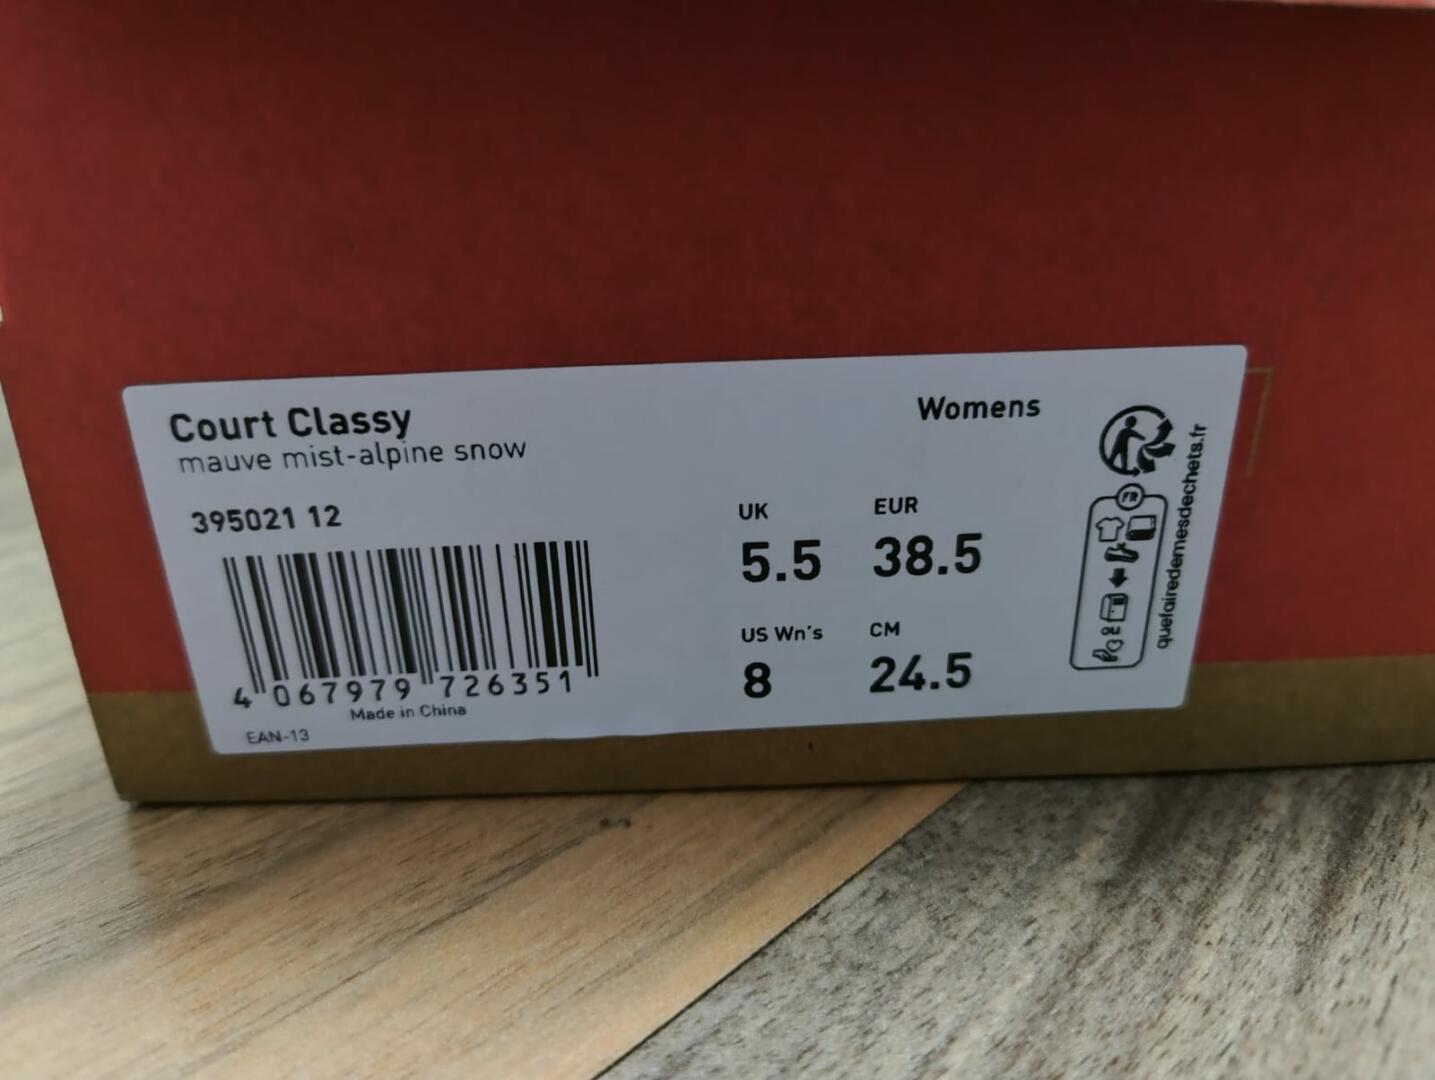 Court Classy
mauve mist-alpine snow
Womens
395021 12
UK
EUR
5.5
38.5
US Wn's
CM
8
24.5
4 067979 726351
Made in China
EAN-13
FR
quefairedemesdechets.fr